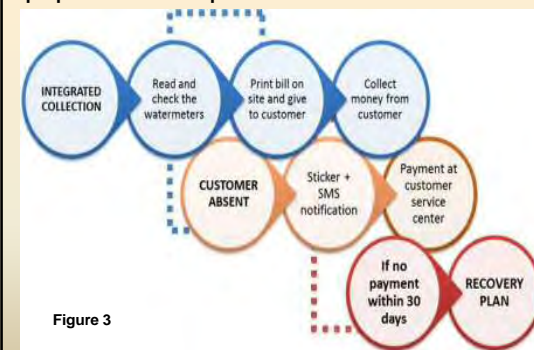 INTEGRATED
COLLECTION
Read and
check the
watermeters
Print bill on
site and give
to customer
Collect
money from
customer
CUSTOMER
ABSENT
Sticker +
SMS
notification
Payment at
customer
service
center
If no
payment
within 30
days
RECOVERY
PLAN
Figure 3